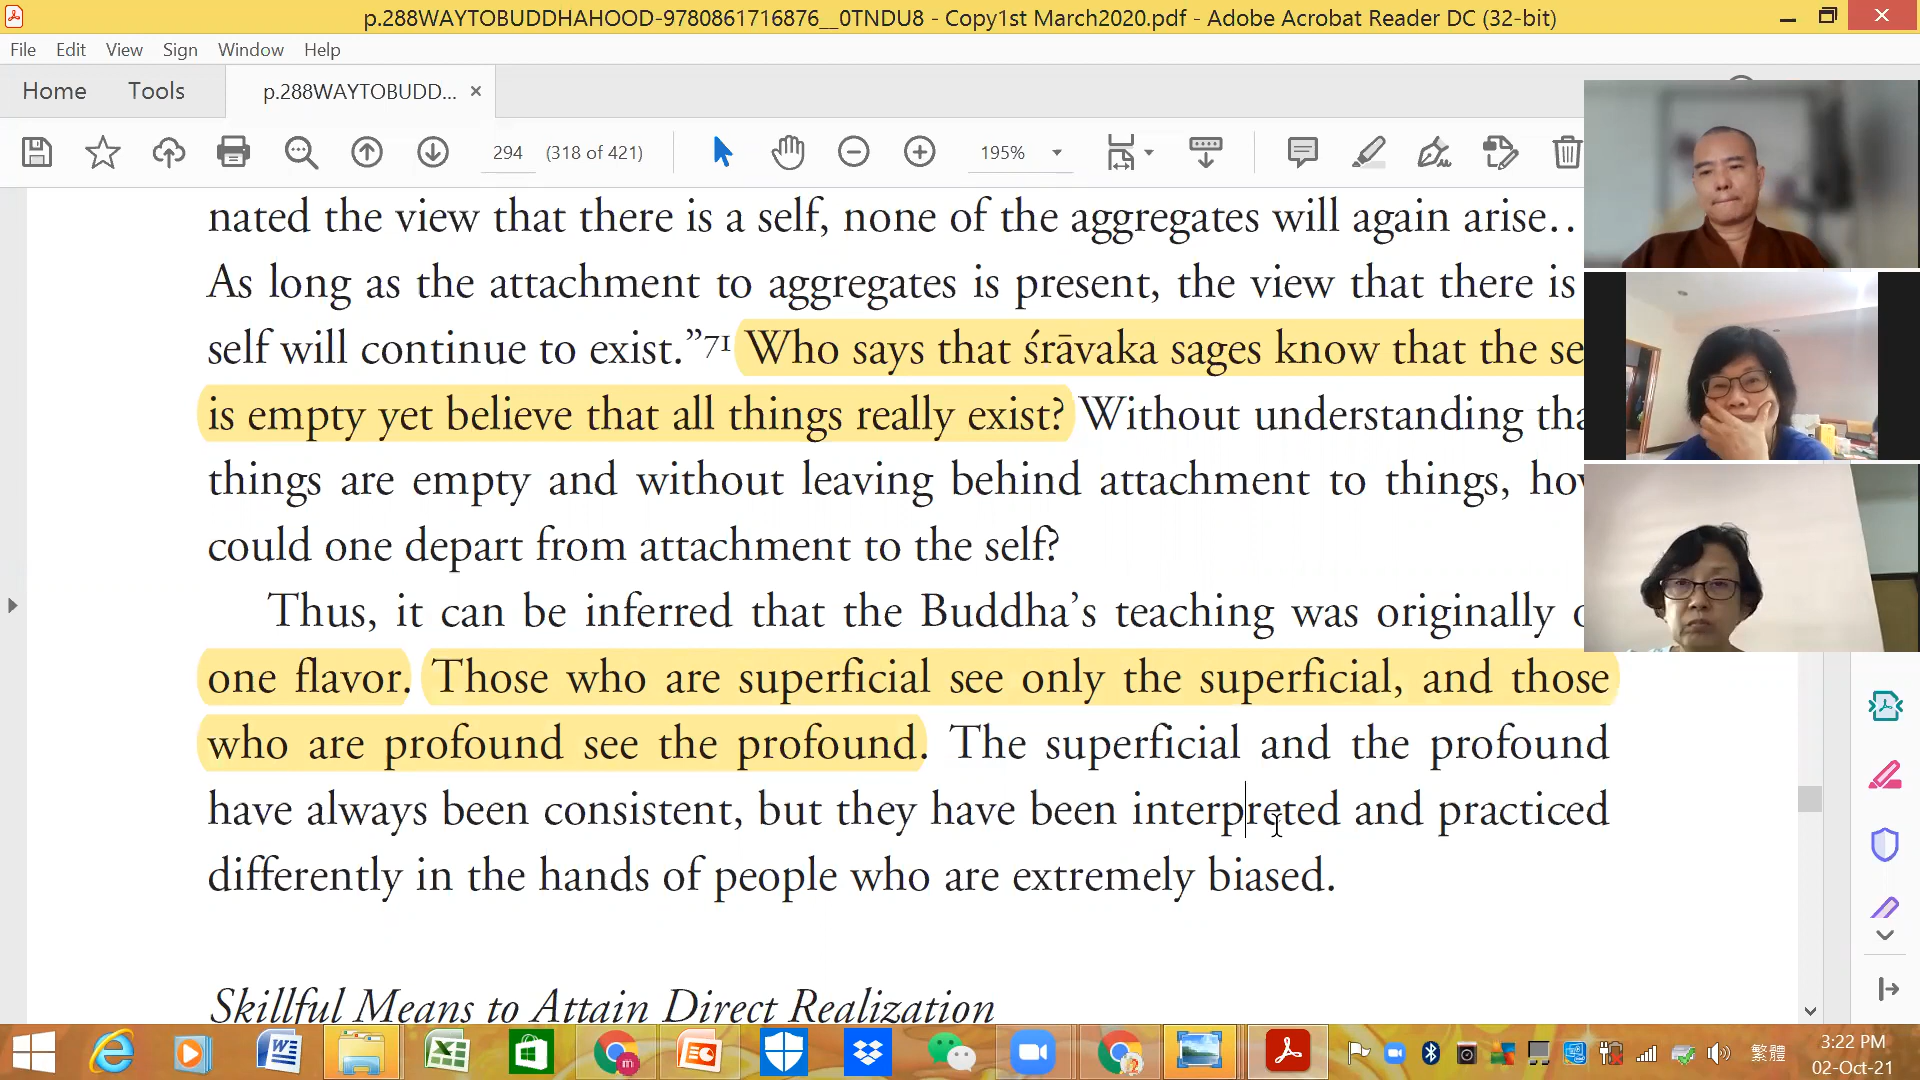 p.288WAYTOBUDDHAHOOD-9780861716876__0TNDU8 - Copy1st March2020.pdf - Adobe Acrobat Reader DC (32-bit)
File Edit View Sign Window Help
Home Tools p.288WAYTOBUDD... ×
294 (318 of 421) 195%
nated the view that there is a self, none of the aggregates will again arise..
As long as the attachment to aggregates is present, the view that there is
self will continue to exist.”71 Who says that śrāvaka sages know that the se
is empty yet believe that all things really exist? Without understanding tha
things are empty and without leaving behind attachment to things, how
could one depart from attachment to the self?
Thus, it can be inferred that the Buddha’s teaching was originally o
one flavor. Those who are superficial see only the superficial, and those
who are profound see the profound. The superficial and the profound
have always been consistent, but they have been interpreted and practiced
differently in the hands of people who are extremely biased.
Skillful Means to Attain Direct Realization
繁體
3:22 PM
02-Oct-21